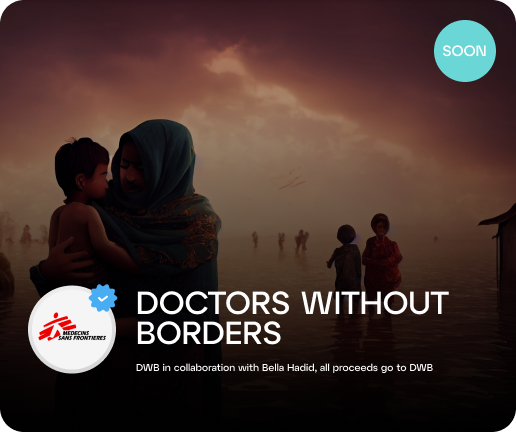 SOON
MEDECINS
SANS FRONTIERES
DOCTORS WITHOUT
BORDERS
DWB in collaboration with Bella Hadid, all proceeds go to DWB